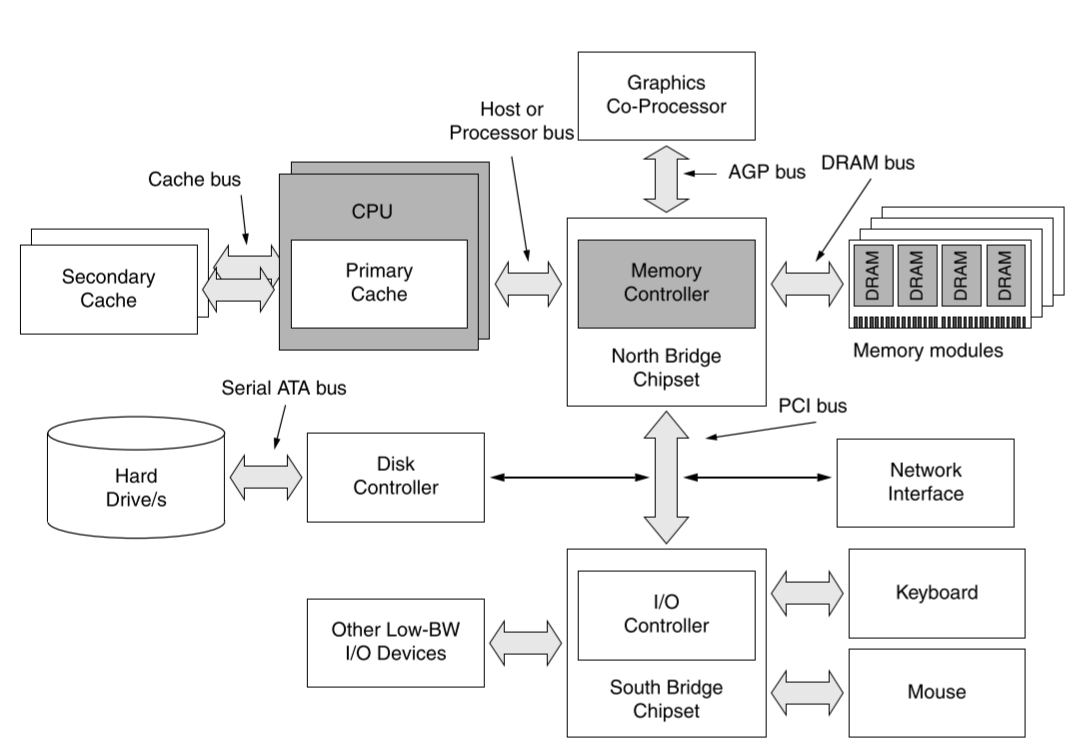 Graphics
Co-Processor
Host or
Processor bus
AGP bus
DRAM bus
Cache bus
CPU
Secondary
Cache
Primary
Cache
Memory
Controller
North Bridge
Chipset
DRAM
DRAM
DRAM
DRAM
Memory modules
Serial ATA bus
PCI bus
Hard
Drive/s
Disk
Controller
Network
Interface
I/O
Controller
South Bridge
Chipset
Keyboard
Other Low-BW
I/O Devices
Mouse